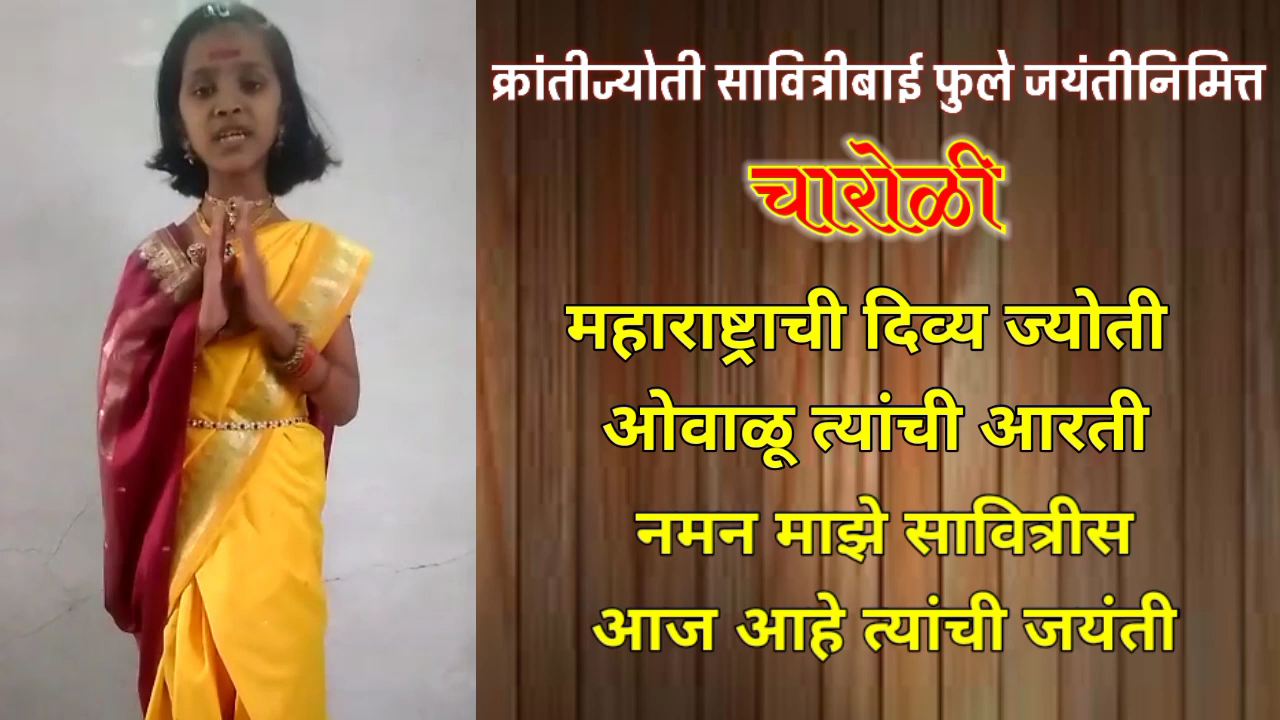 क्रांतीज्योती सावित्रीबाई फुले जयंतीनिमित्त
चारोळी
महाराष्ट्राची दिव्य ज्योती
ओवाळू त्यांची आरती
नमन माझे सावित्रीस
आज आहे त्यांची जयंती